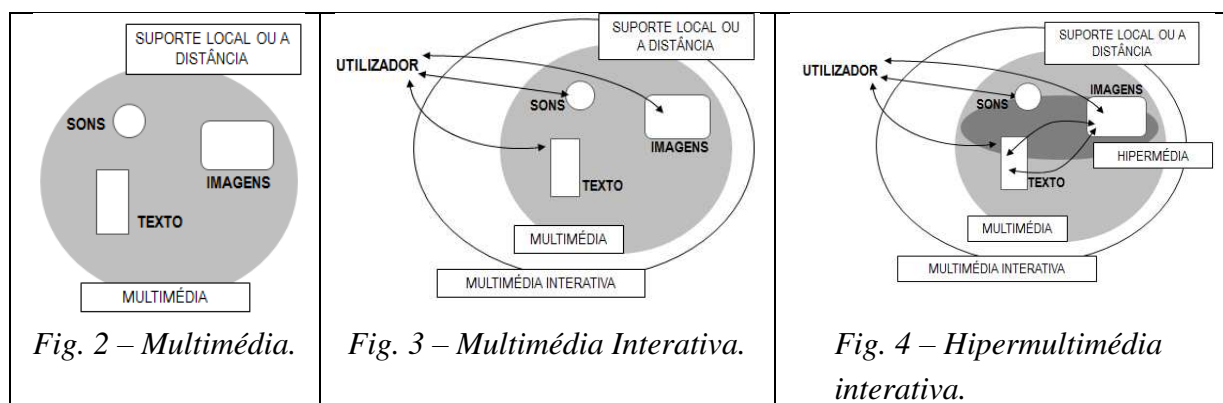 SUPORTE LOCAL OU A
DISTÂNCIA
SONS
IMAGENS
TEXTO
MULTIMÉDIA
Fig. 2 – Multimédia.
SUPORTE LOCAL OU
A DISTÂNCIA
UTILIZADOR
SONS
IMAGENS
TEXTO
MULTIMÉDIA
MULTIMÉDIA INTERATIVA
Fig. 3 – Multimédia Interativa.
SUPORTE LOCAL OU A
DISTÂNCIA
UTILIZADOR
IMAGENS
SONS
HIPERMÉDIA
TEXTO
MULTIMÉDIA
MULTIMÉDIA INTERATIVA
Fig. 4 – Hipermultimédia
interativa.